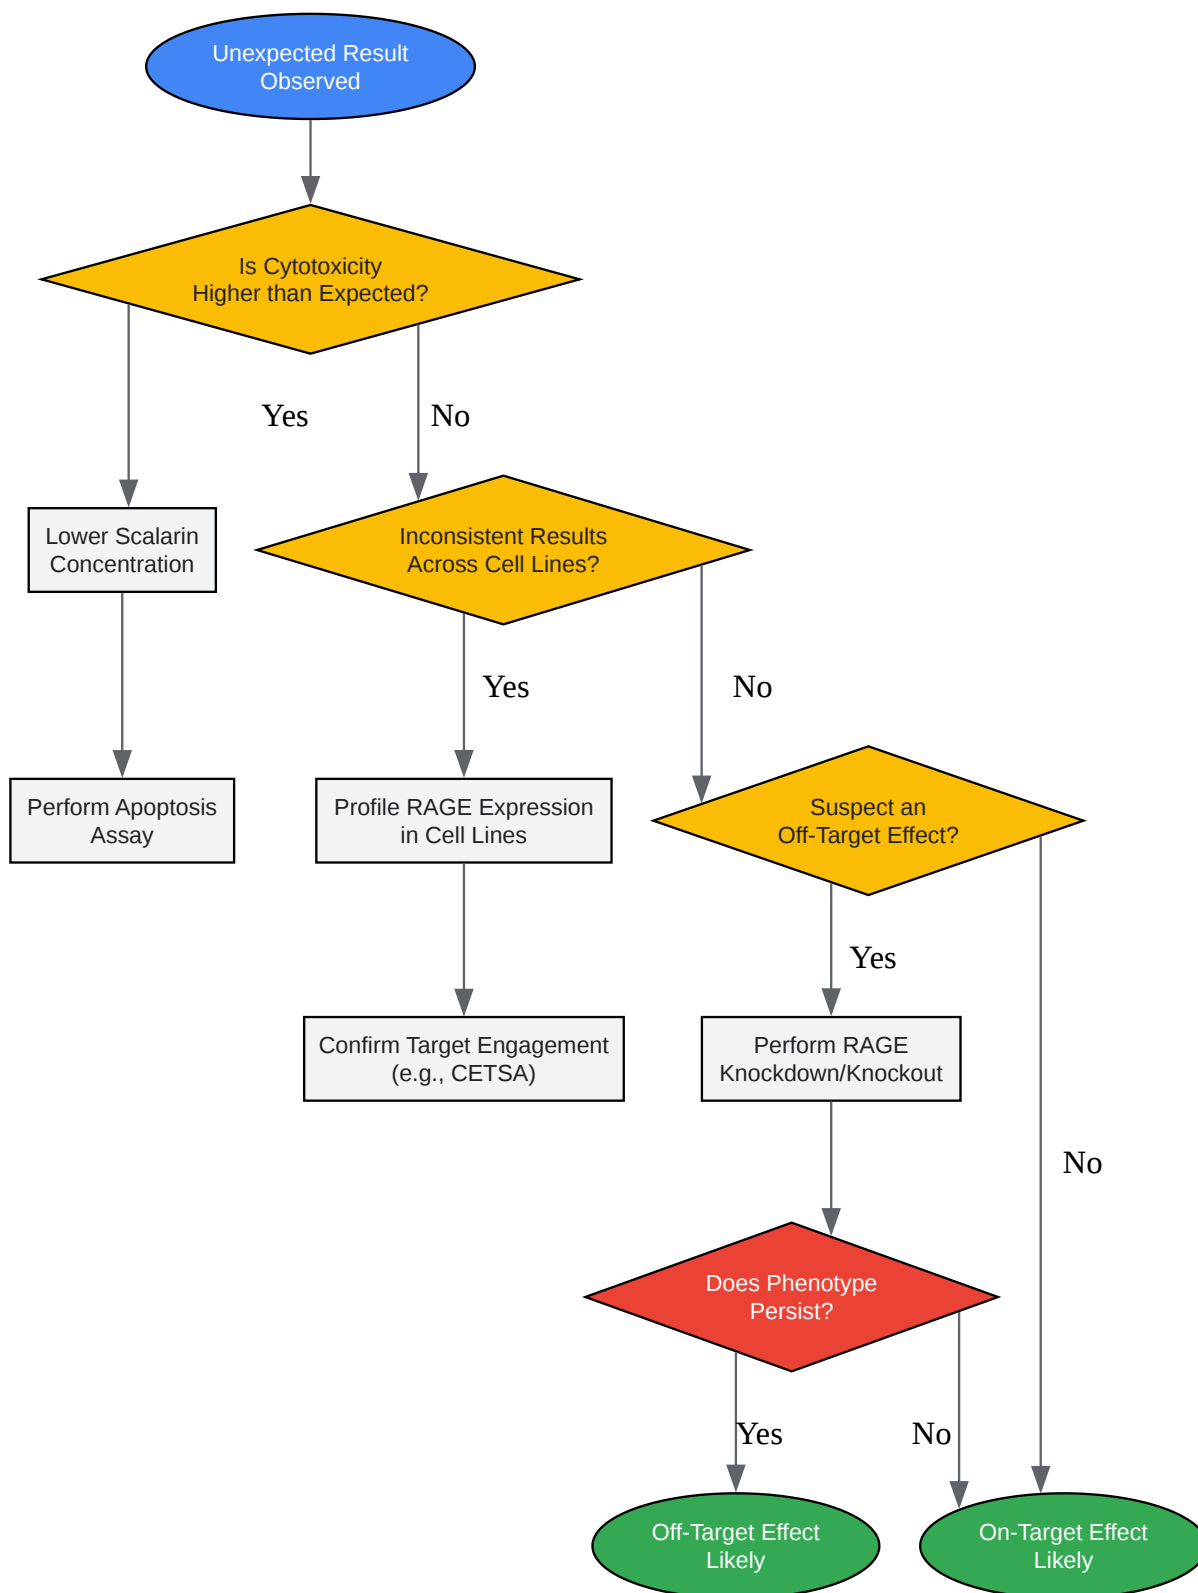 Unexpected Result
Observed
Is Cytotoxicity
Higher than Expected?
Yes
No
Lower Scalarin
Concentration
Inconsistent Results
Across Cell Lines?
Yes
No
Perform Apoptosis
Assay
Profile RAGE Expression
in Cell Lines
Suspect an
Off-Target Effect?
Yes
Confirm Target Engagement
(e.g., CETSA)
Perform RAGE
Knockdown/Knockout
No
Does Phenotype
Persist?
Yes
No
Off-Target Effect
Likely
On-Target Effect
Likely